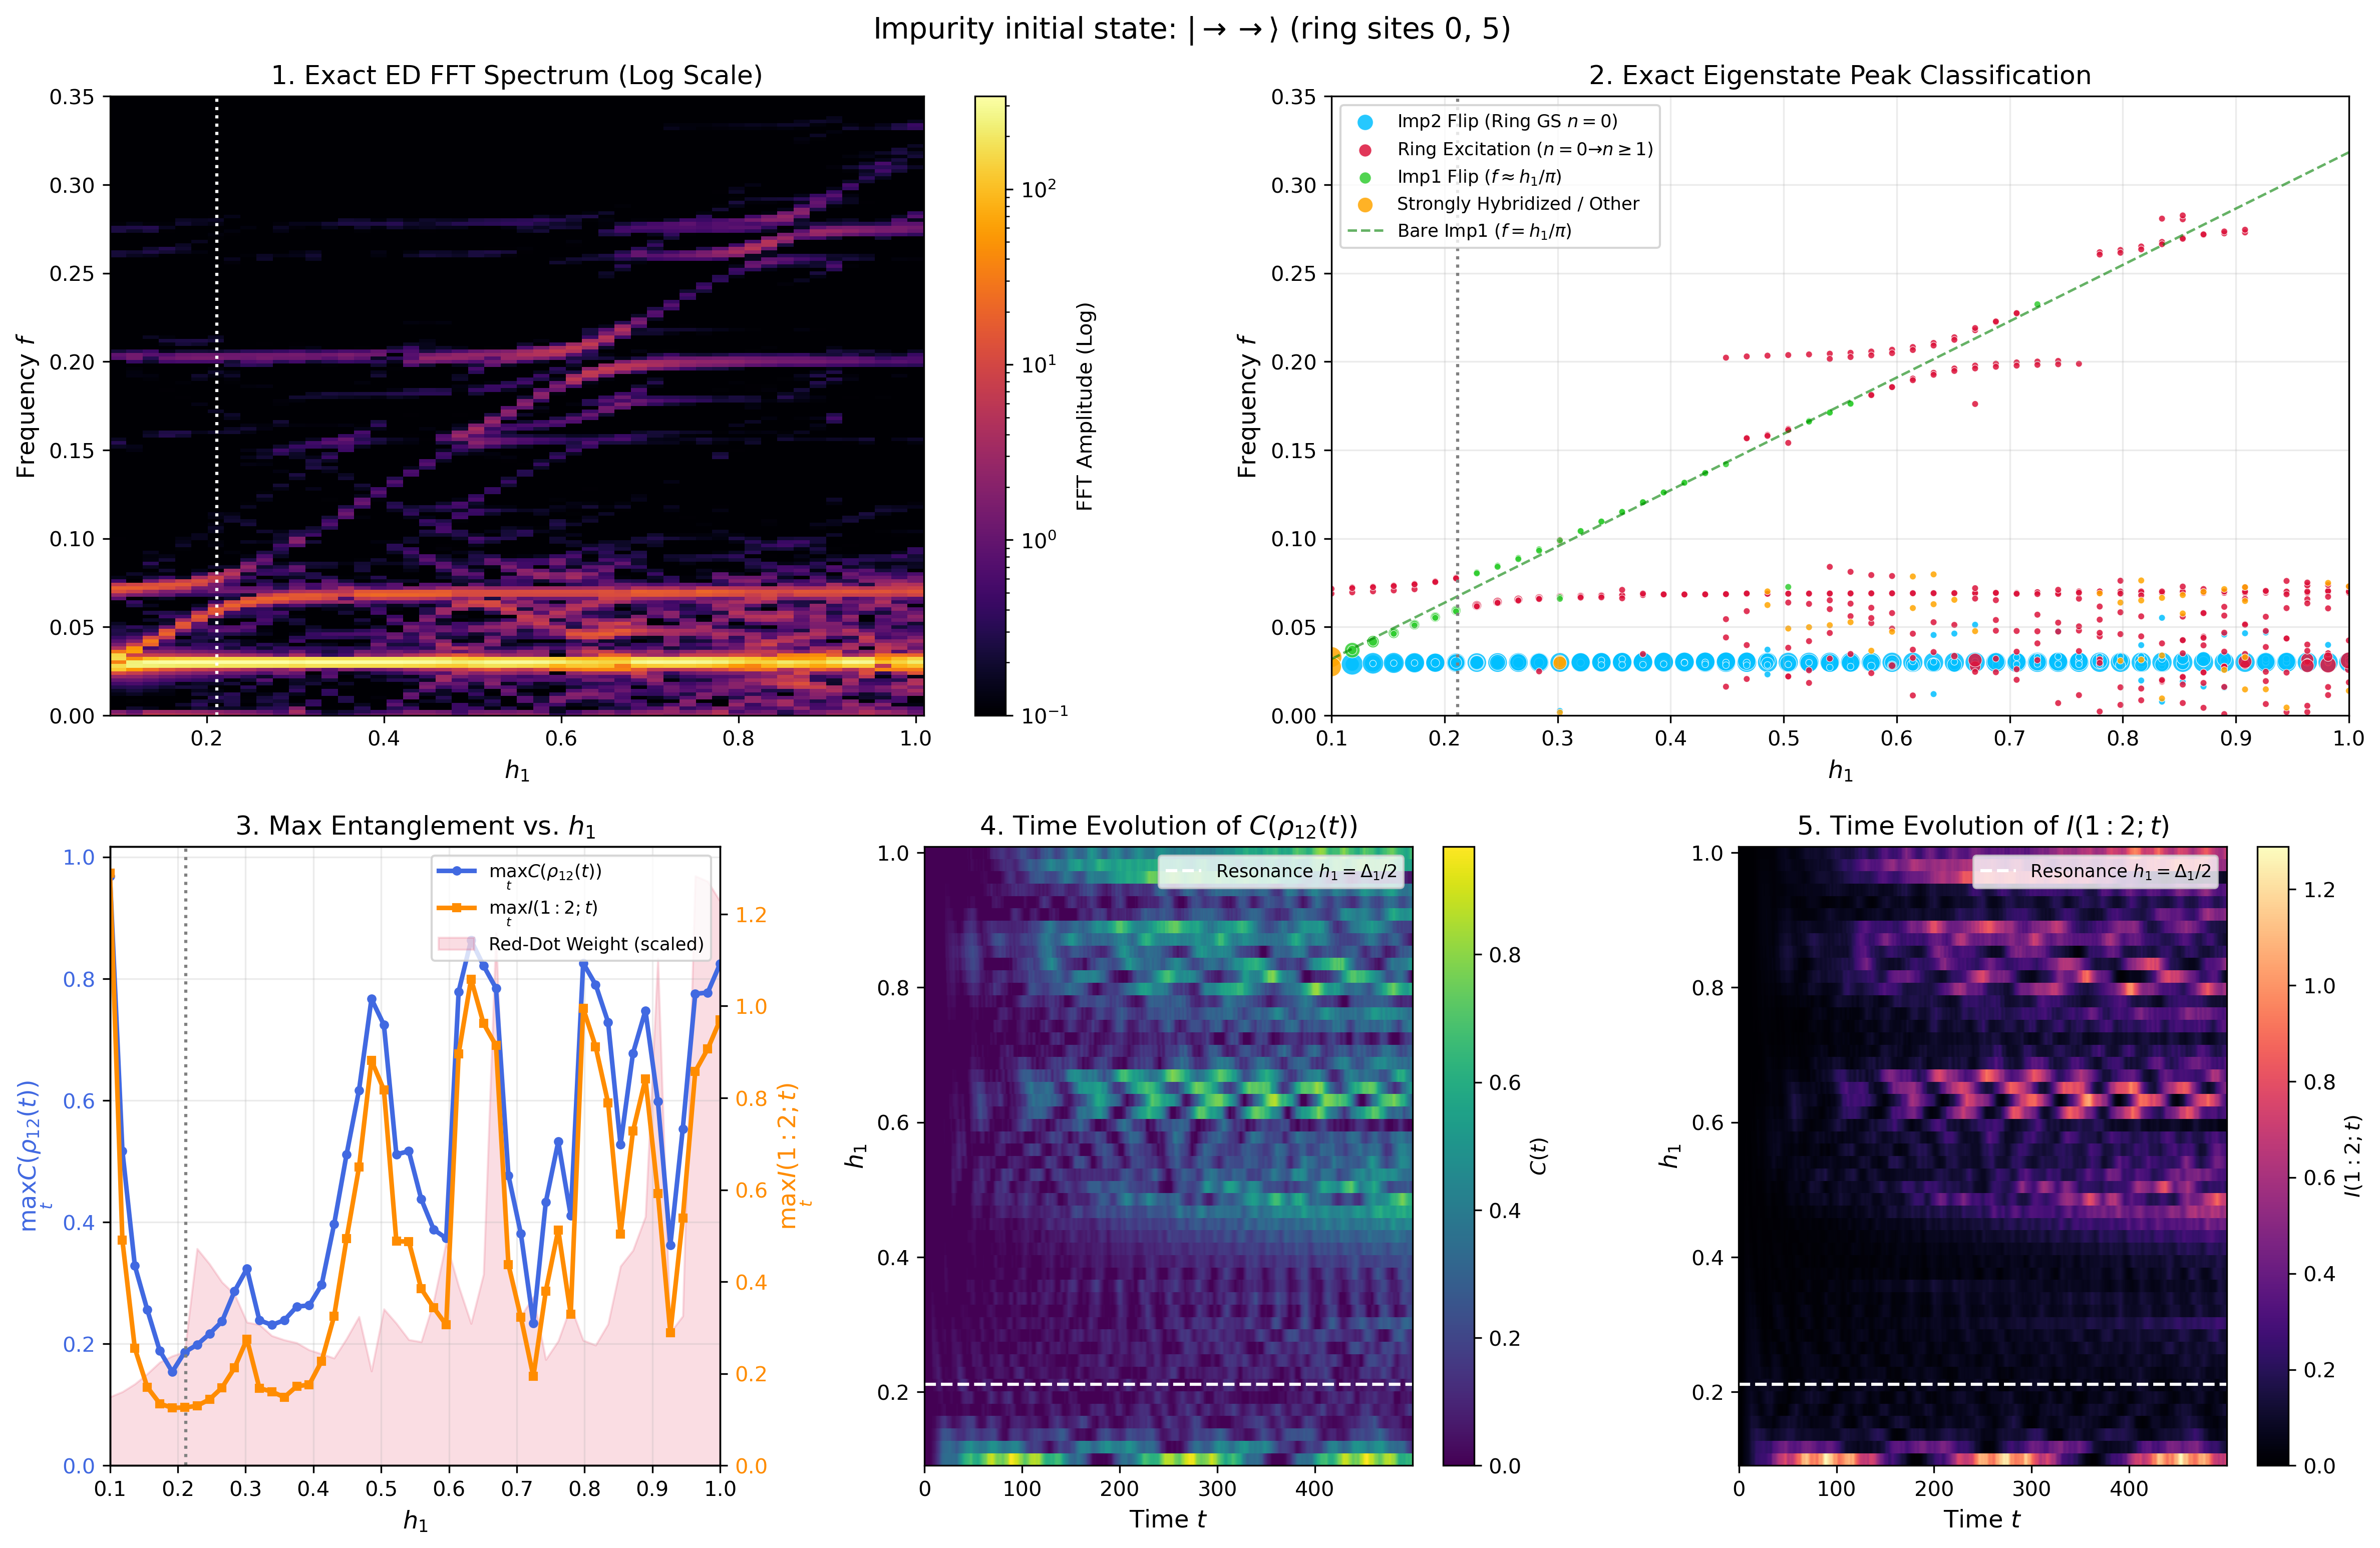 Impurity initial state: |→→⟩ (ring sites 0, 5)
1. Exact ED FFT Spectrum (Log Scale)
Frequency f
0.35
0.30
0.25
0.20
0.15
0.10
0.05
0.00
0.2
0.4
0.6
0.8
1.0
h₁
10²
10¹
10⁰
10⁻¹
FFT Amplitude (Log)
2. Exact Eigenstate Peak Classification
Frequency f
0.35
0.30
0.25
0.20
0.15
0.10
0.05
0.00
Imp2 Flip (Ring GS n = 0)
Ring Excitation (n = 0→n ≥ 1)
Imp1 Flip (f ≈ h₁/π)
Strongly Hybridized / Other
Bare Imp1 (f = h₁/π)
0.1
0.2
0.3
0.4
0.5
0.6
0.7
0.8
0.9
1.0
h₁
3. Max Entanglement vs. h₁
max C(ρ₁₂(t))
t
1.0
0.8
0.6
0.4
0.2
0.0
max C(ρ₁₂(t))
t
max I(1 : 2; t)
t
Red-Dot Weight (scaled)
0.1
0.2
0.3
0.4
0.5
0.6
0.7
0.8
0.9
1.0
h₁
1.2
1.0
0.8
0.6
0.4
0.2
0.0
max I(1 : 2; t)
t
4. Time Evolution of C(ρ₁₂(t))
h₁
1.0
0.8
0.6
0.4
0.2
Resonance h₁ = Δ₁/2
0
100
200
300
400
Time t
0.8
0.6
0.4
0.2
0.0
C(t)
5. Time Evolution of I(1 : 2; t)
h₁
1.0
0.8
0.6
0.4
0.2
Resonance h₁ = Δ₁/2
0
100
200
300
400
Time t
1.2
1.0
0.8
0.6
0.4
0.2
0.0
I(1 : 2; t)